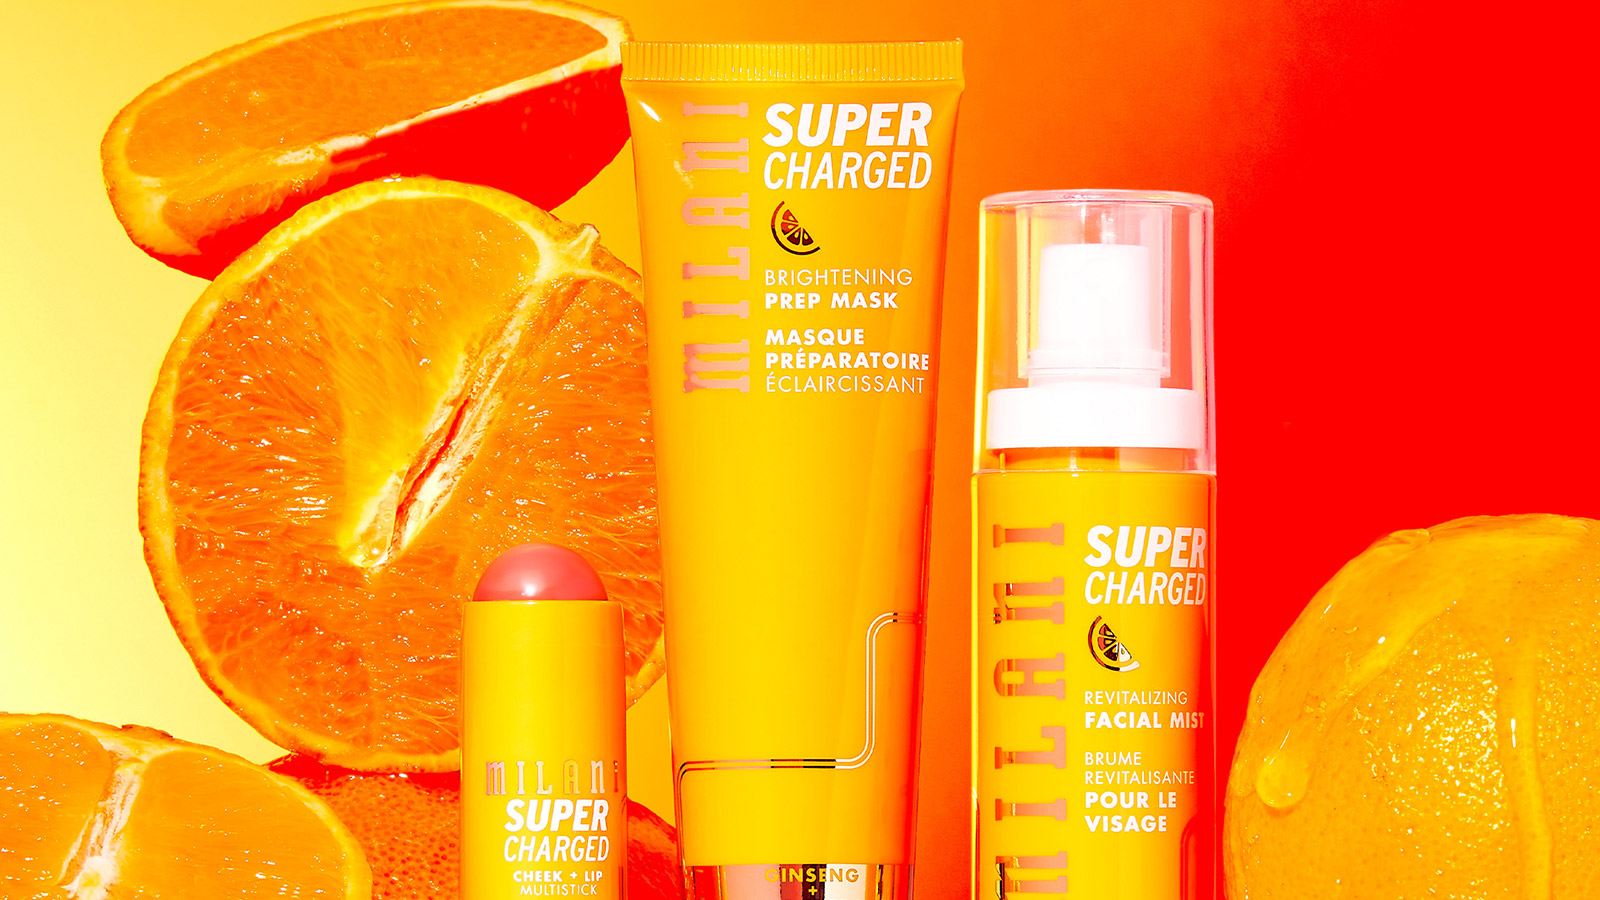 MILANI
SUPER
CHARGED
BRIGHTENING
PREP MASK
MASQUE
PRÉPARATOIRE
ÉCLAIRCISSANT
GINSENG
+
MILANI
SUPER
CHARGED
REVITALIZING
FACIAL MIST
BRUME
REVITALISANTE
POUR LE
VISAGE
MILANI
SUPER
CHARGED
CHEEK + LIP
MULTISTICK